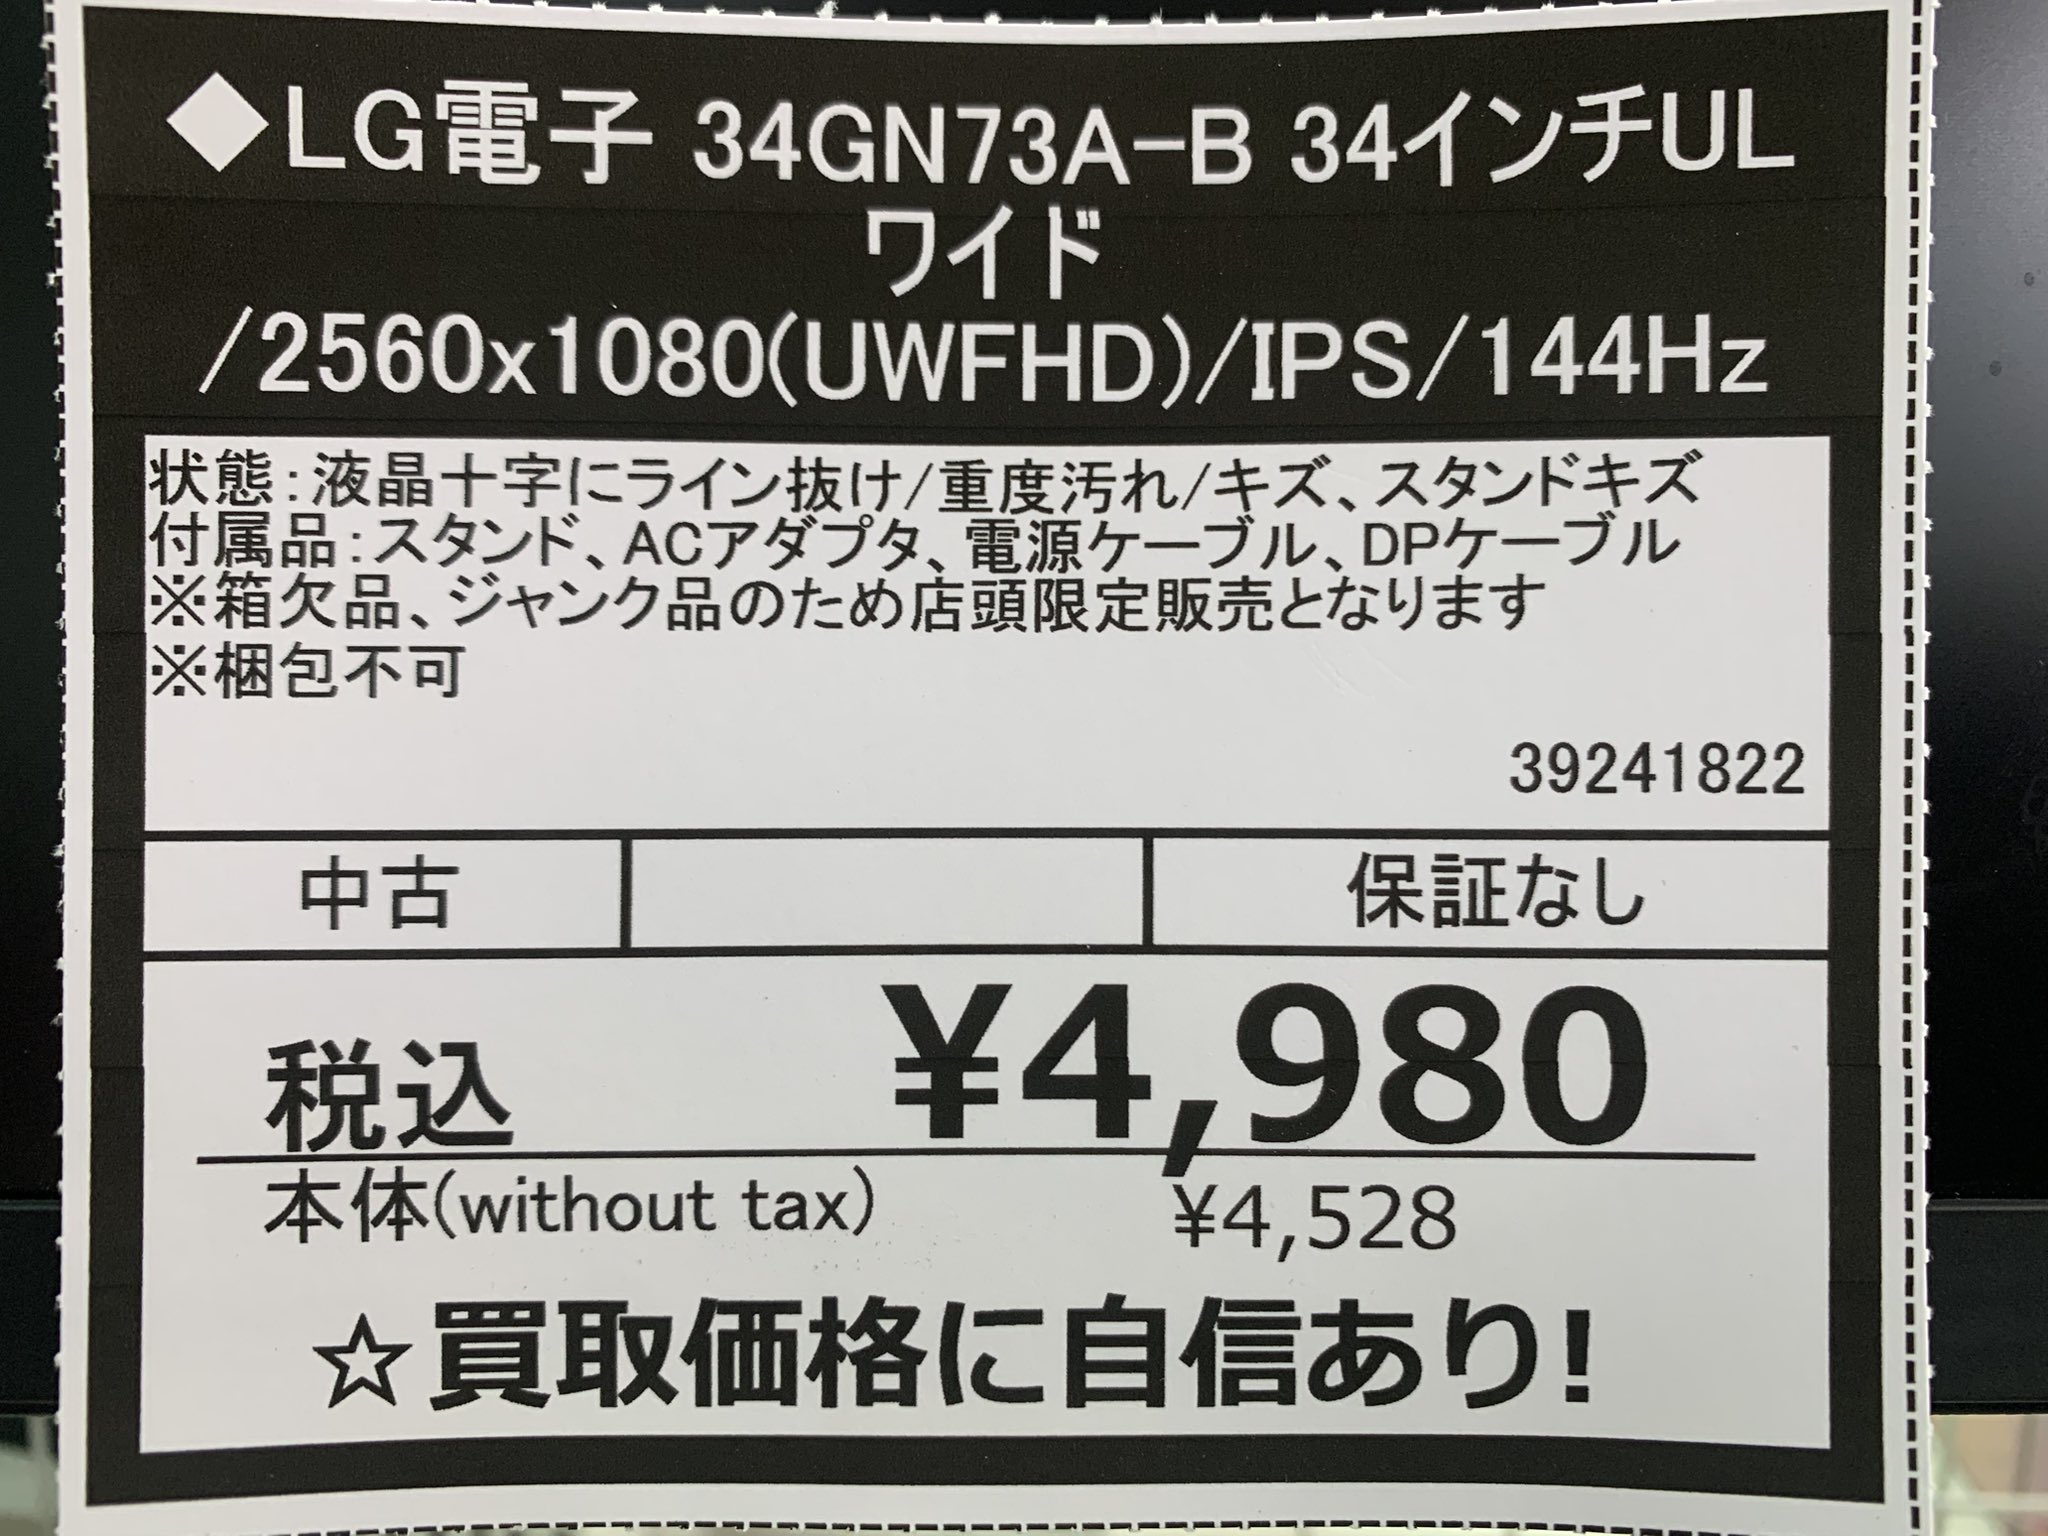 ◆LG電子 34GN73A-B 34インチUL
ワイド
/2560x1080(UWFHD)/IPS/144Hz
状態:液晶十字にライン抜け/重度汚れ/キズ、スタンドキズ
付属品:スタンド、ACアダプタ、電源ケーブル、DPケーブル
※箱欠品、ジャンク品のため店頭限定販売となります
※梱包不可
39241822
中古
保証なし
税込 ¥4,980
本体(without tax) ¥4,528
☆買取価格に自信あり!